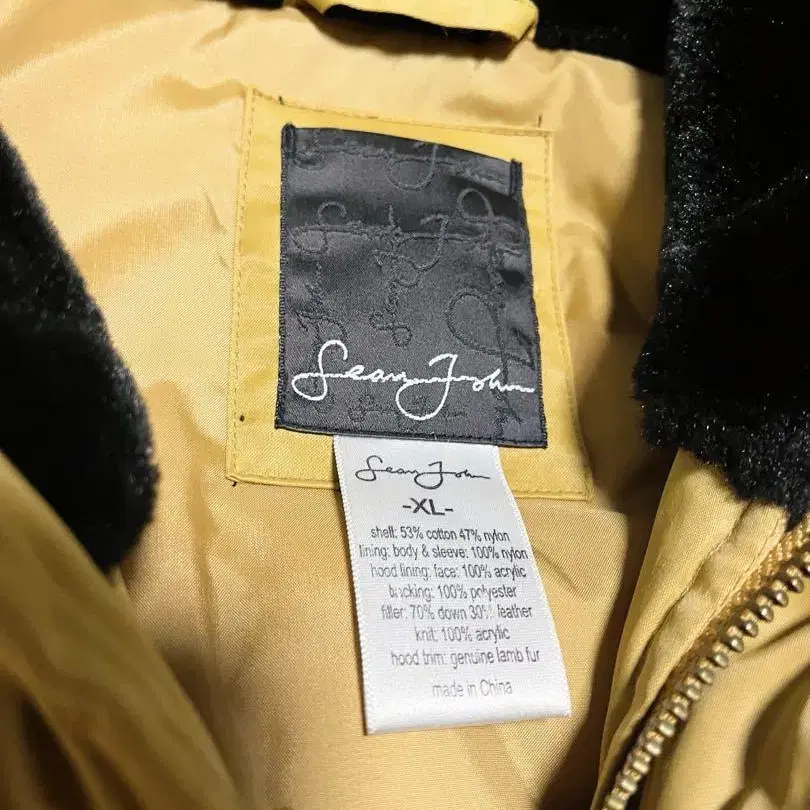 Sean John
Sean John
-XL-
shell: 53% cotton 47% nylon
lining: body & sleeve: 100% nylon
hood lining: face: 100% acrylic
backing: 100% polyester
filler: 70% down 30% feather
knit: 100% acrylic
hood trim: genuine lamb fur
made in China